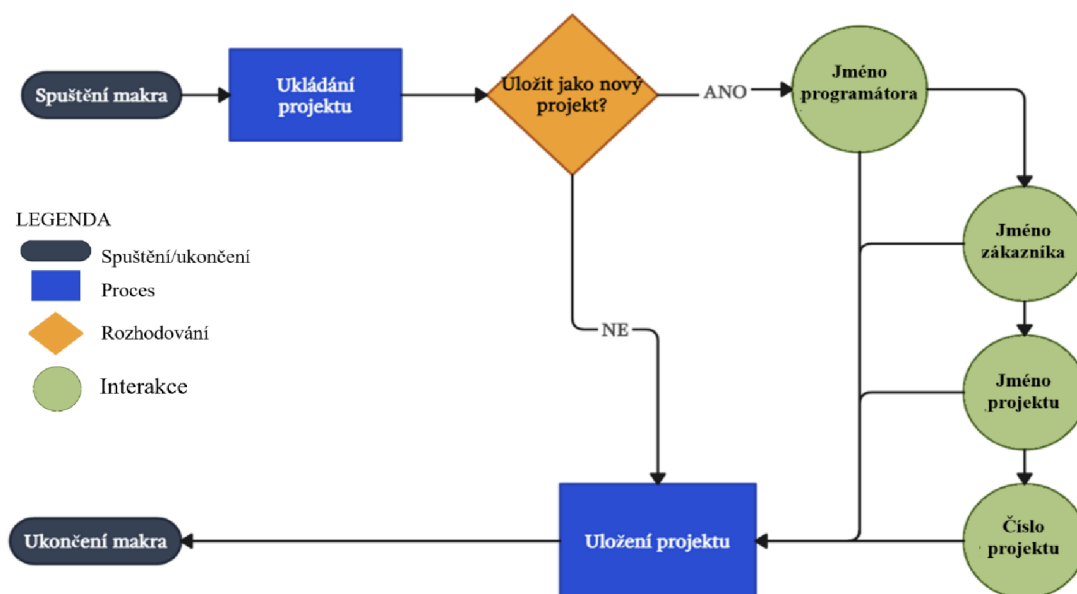 Spuštění makra
Ukládání
projektu
Uložit jako nový
projekt?
ANO
Jméno
programátora
Jméno
zákazníka
LEGENDA
Spuštění/ukončení
Proces
Rozhodování
Interakce
NE
Jméno
projektu
Číslo
projektu
Uložení projektu
Ukončení makra